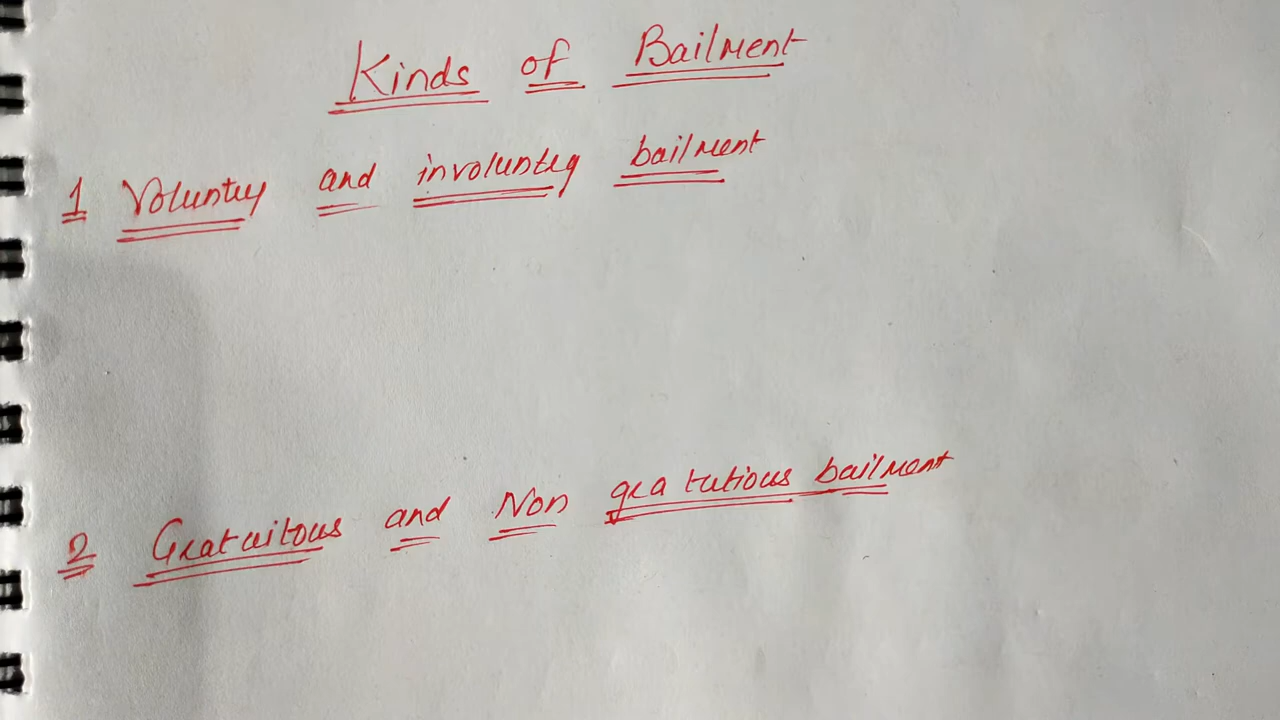 Kinds of Bailment
1 Voluntry and involuntry bailment
2 Gratuitous and Non gratutious bailment